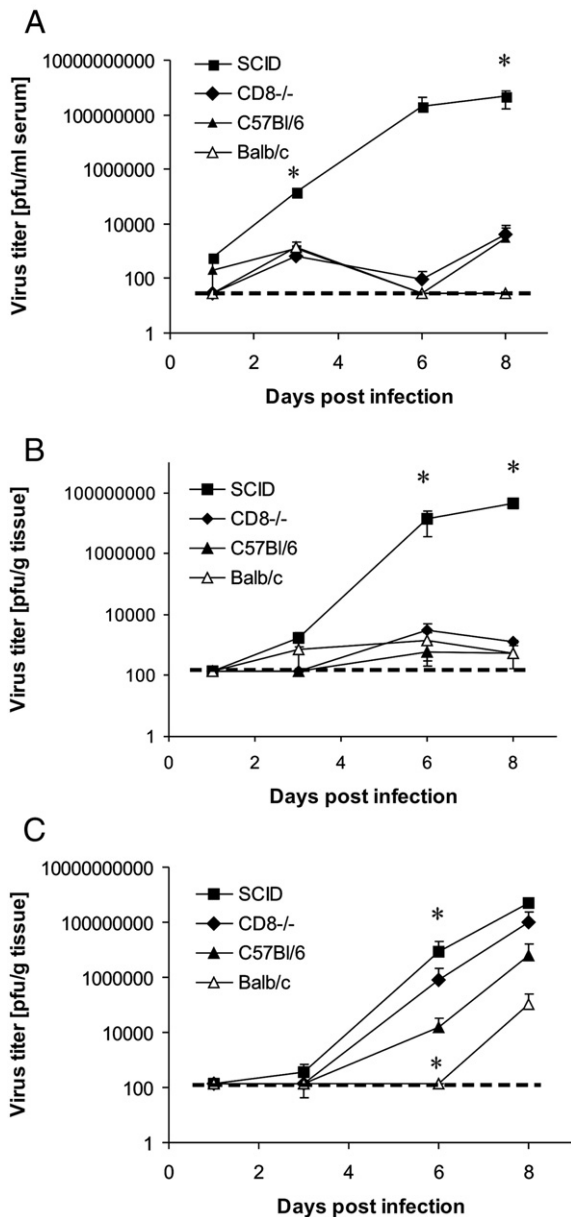 A
10000000000
100000000
1000000
10000
100
1
Virus titer [pfu/ml serum]
SCID
CD8-/-
C57Bl/6
Balb/c
*
*
0
2
4
6
8
Days post infection
B
100000000
1000000
10000
100
1
Virus titer [pfu/g tissue]
SCID
CD8-/-
C57Bl/6
Balb/c
*
*
0
2
4
6
8
Days post infection
C
10000000000
100000000
1000000
10000
100
1
Virus titer [pfu/g tissue]
SCID
CD8-/-
C57Bl/6
Balb/c
*
*
0
2
4
6
8
Days post infection